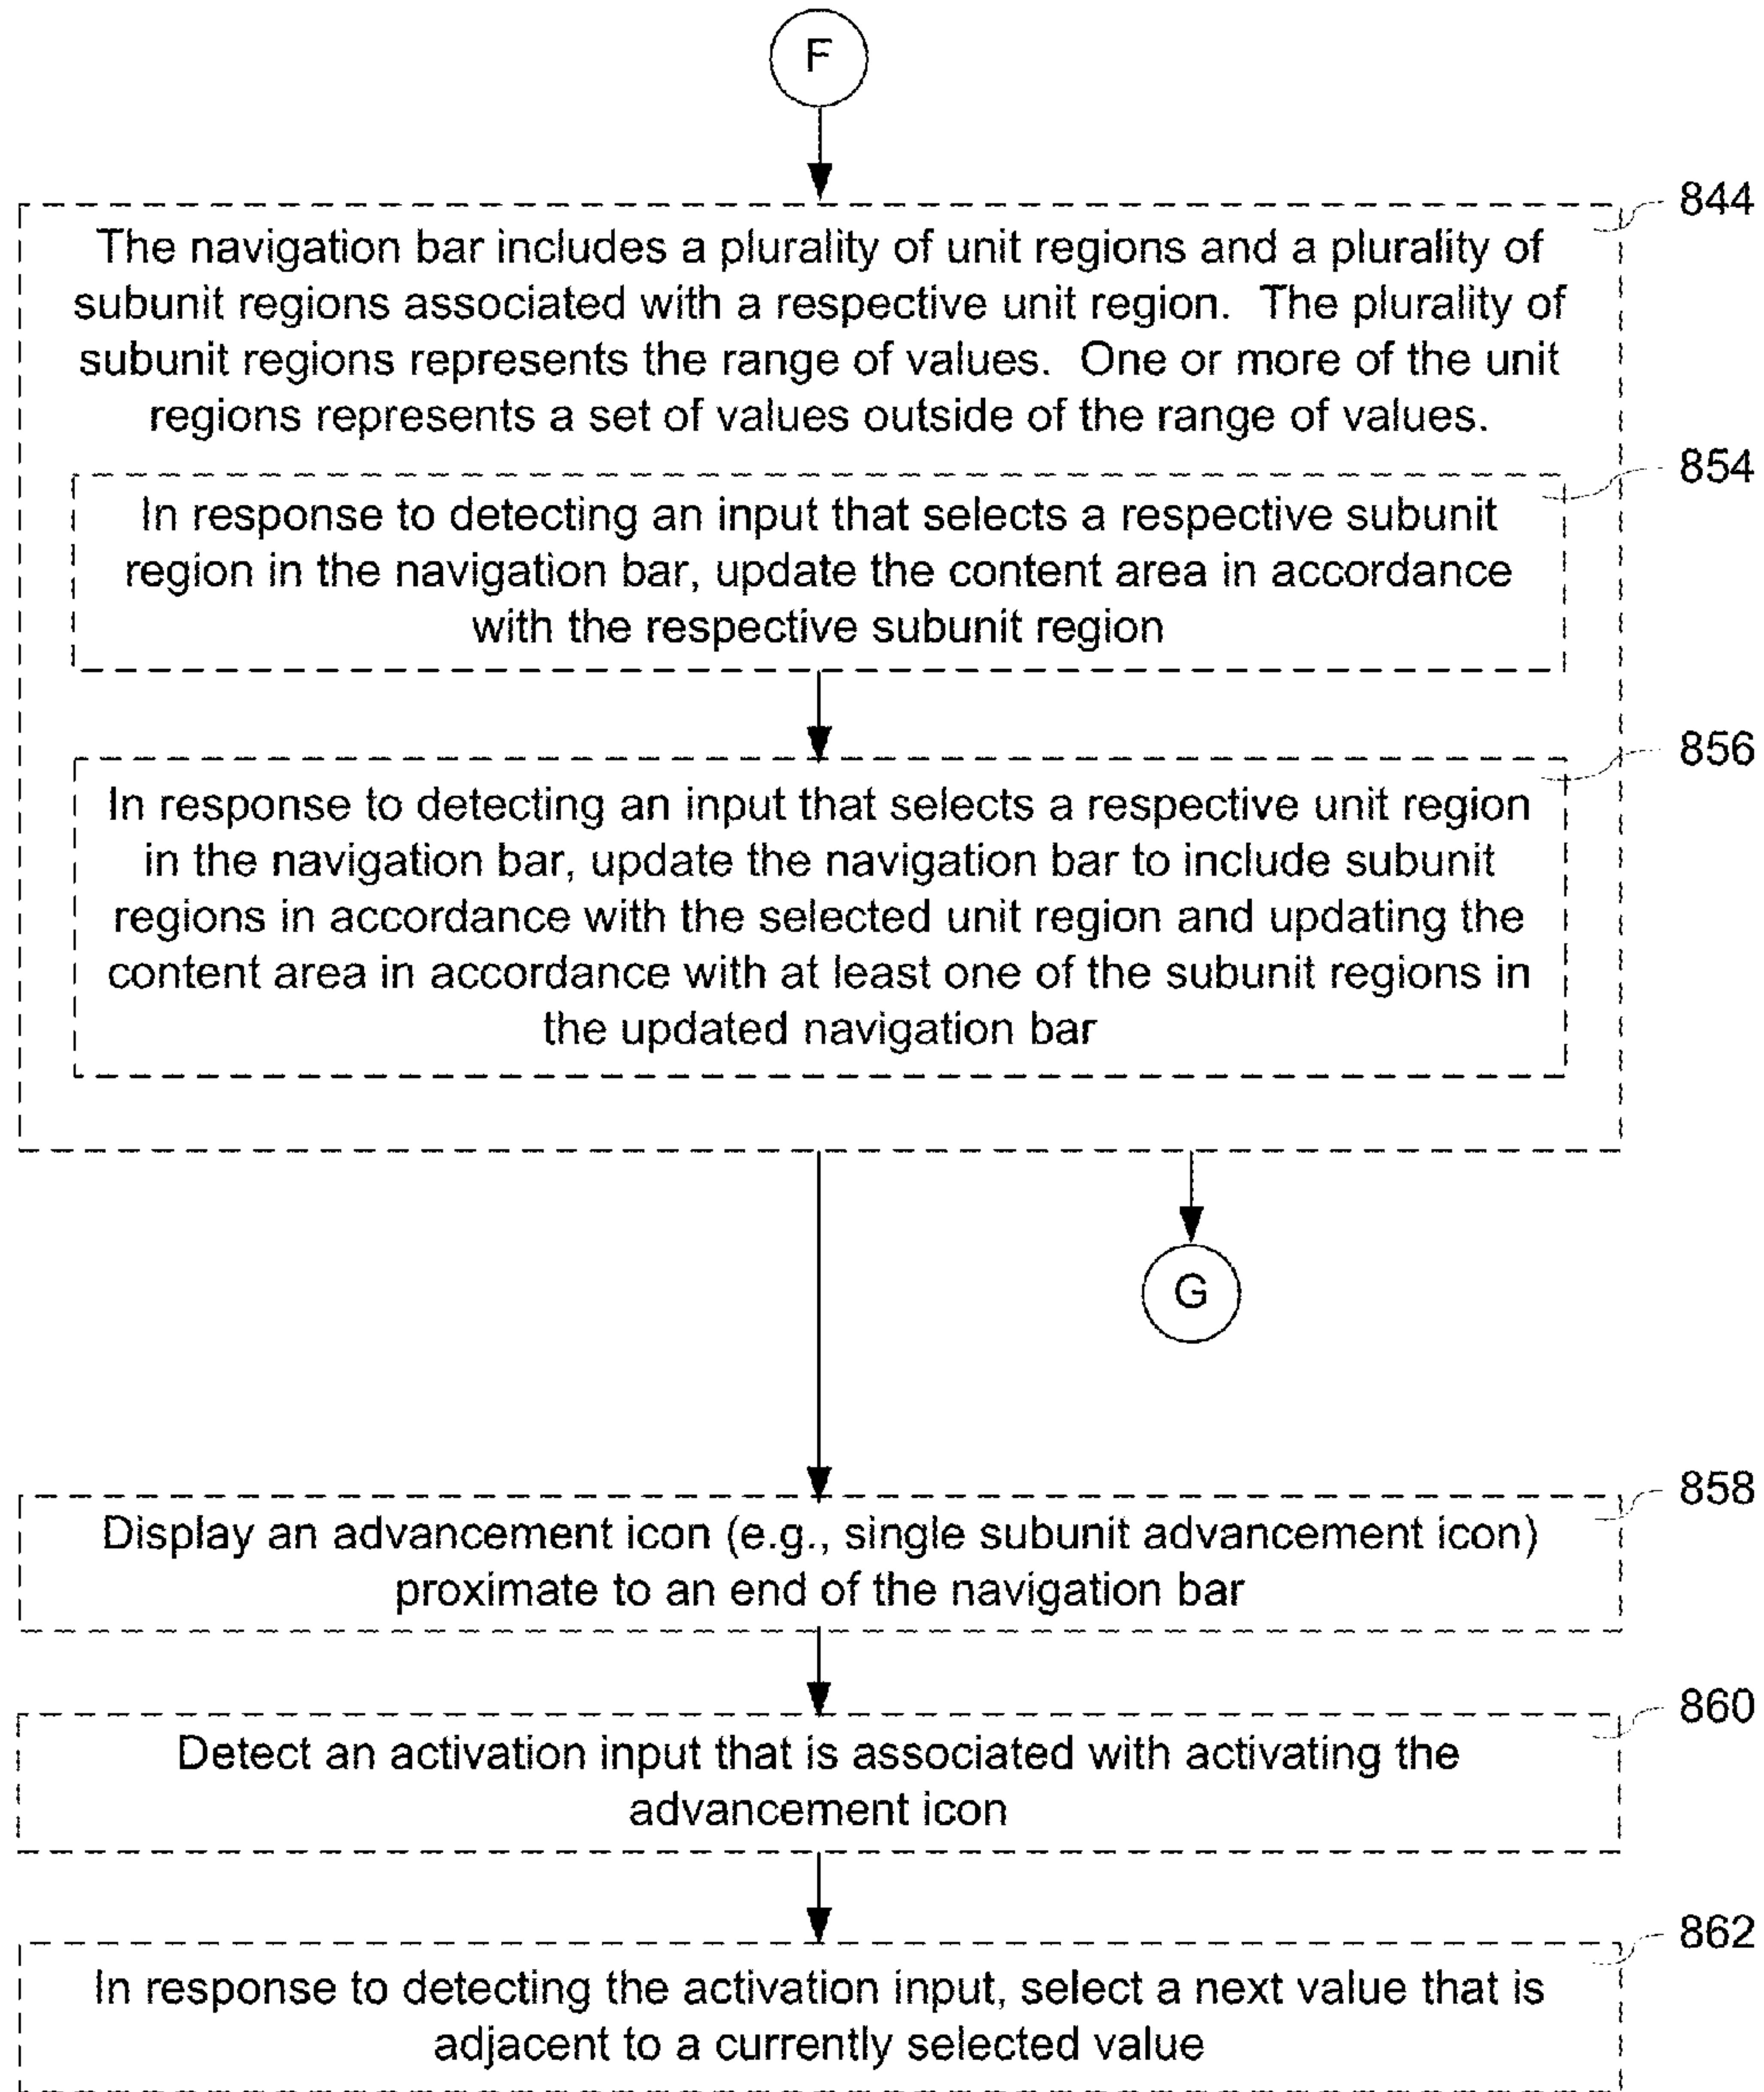 F
844
The navigation bar includes a plurality of unit regions and a plurality of
subunit regions associated with a respective unit region. The plurality of
subunit regions represents the range of values. One or more of the unit
regions represents a set of values outside of the range of values.
854
In response to detecting an input that selects a respective subunit
region in the navigation bar, update the content area in accordance
with the respective subunit region
856
In response to detecting an input that selects a respective unit region
in the navigation bar, update the navigation bar to include subunit
regions in accordance with the selected unit region and updating the
content area in accordance with at least one of the subunit regions in
the updated navigation bar
G
858
Display an advancement icon (e.g., single subunit advancement icon)
proximate to an end of the navigation bar
860
Detect an activation input that is associated with activating the
advancement icon
862
In response to detecting the activation input, select a next value that is
adjacent to a currently selected value